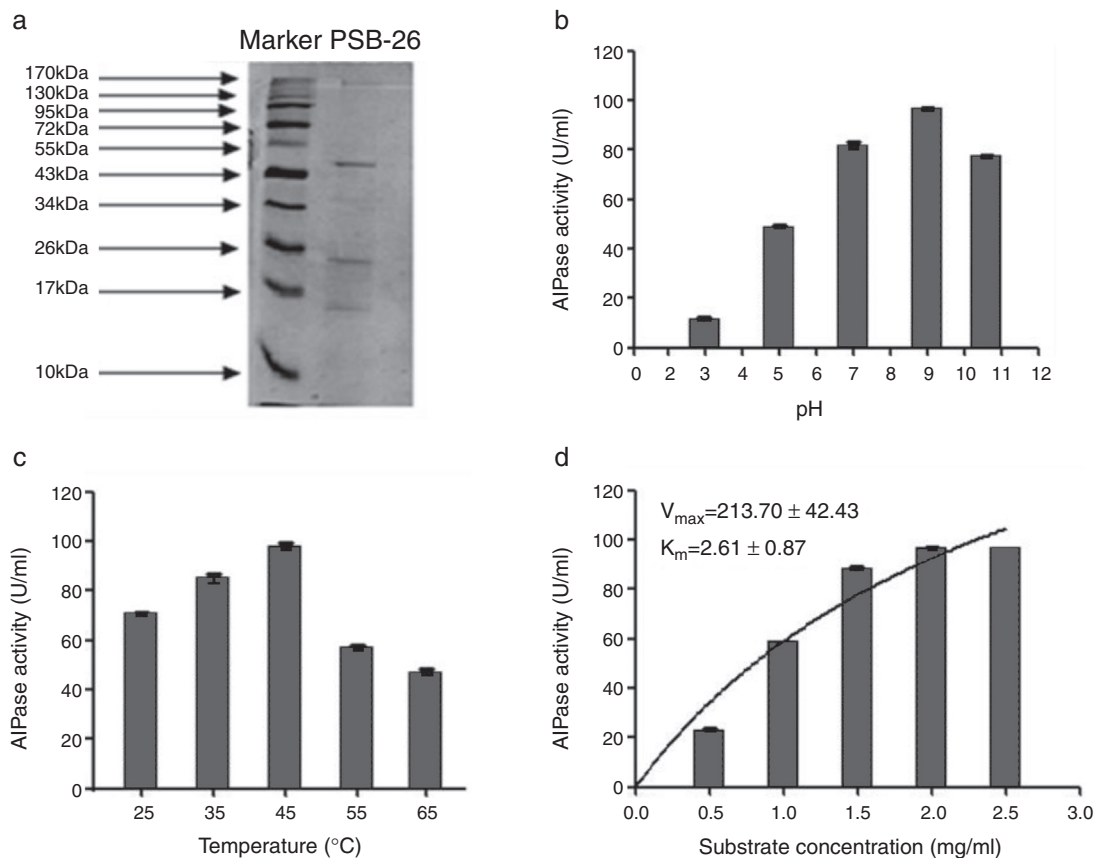 a
Marker PSB-26
170kDa
130kDa
95kDa
72kDa
55kDa
43kDa
34kDa
26kDa
17kDa
10kDa
b
AlPase activity (U/ml)
120
100
80
60
40
20
0
0 2 3 4 5 6 7 8 9 10 11 12
pH
c
AlPase activity (U/ml)
120
100
80
60
40
20
0
25 35 45 55 65
Temperature (°C)
d
AlPase activity (U/ml)
120
100
80
60
40
20
0
Vmax=213.70 ± 42.43
Km=2.61 ± 0.87
0.0 0.5 1.0 1.5 2.0 2.5 3.0
Substrate concentration (mg/ml)